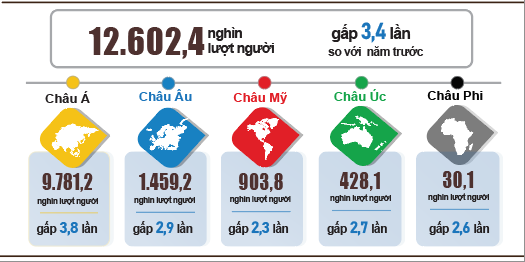 12.602,4 nghìn lượt người
gấp 3,4 lần
so với năm trước
Châu Á
Châu Âu
Châu Mỹ
Châu Úc
Châu Phi
9.781,2
nghìn lượt người
gấp 3,8 lần
1.459,2
nghìn lượt người
gấp 2,9 lần
903,8
nghìn lượt người
gấp 2,3 lần
428,1
nghìn lượt người
gấp 2,7 lần
30,1
nghìn lượt người
gấp 2,6 lần